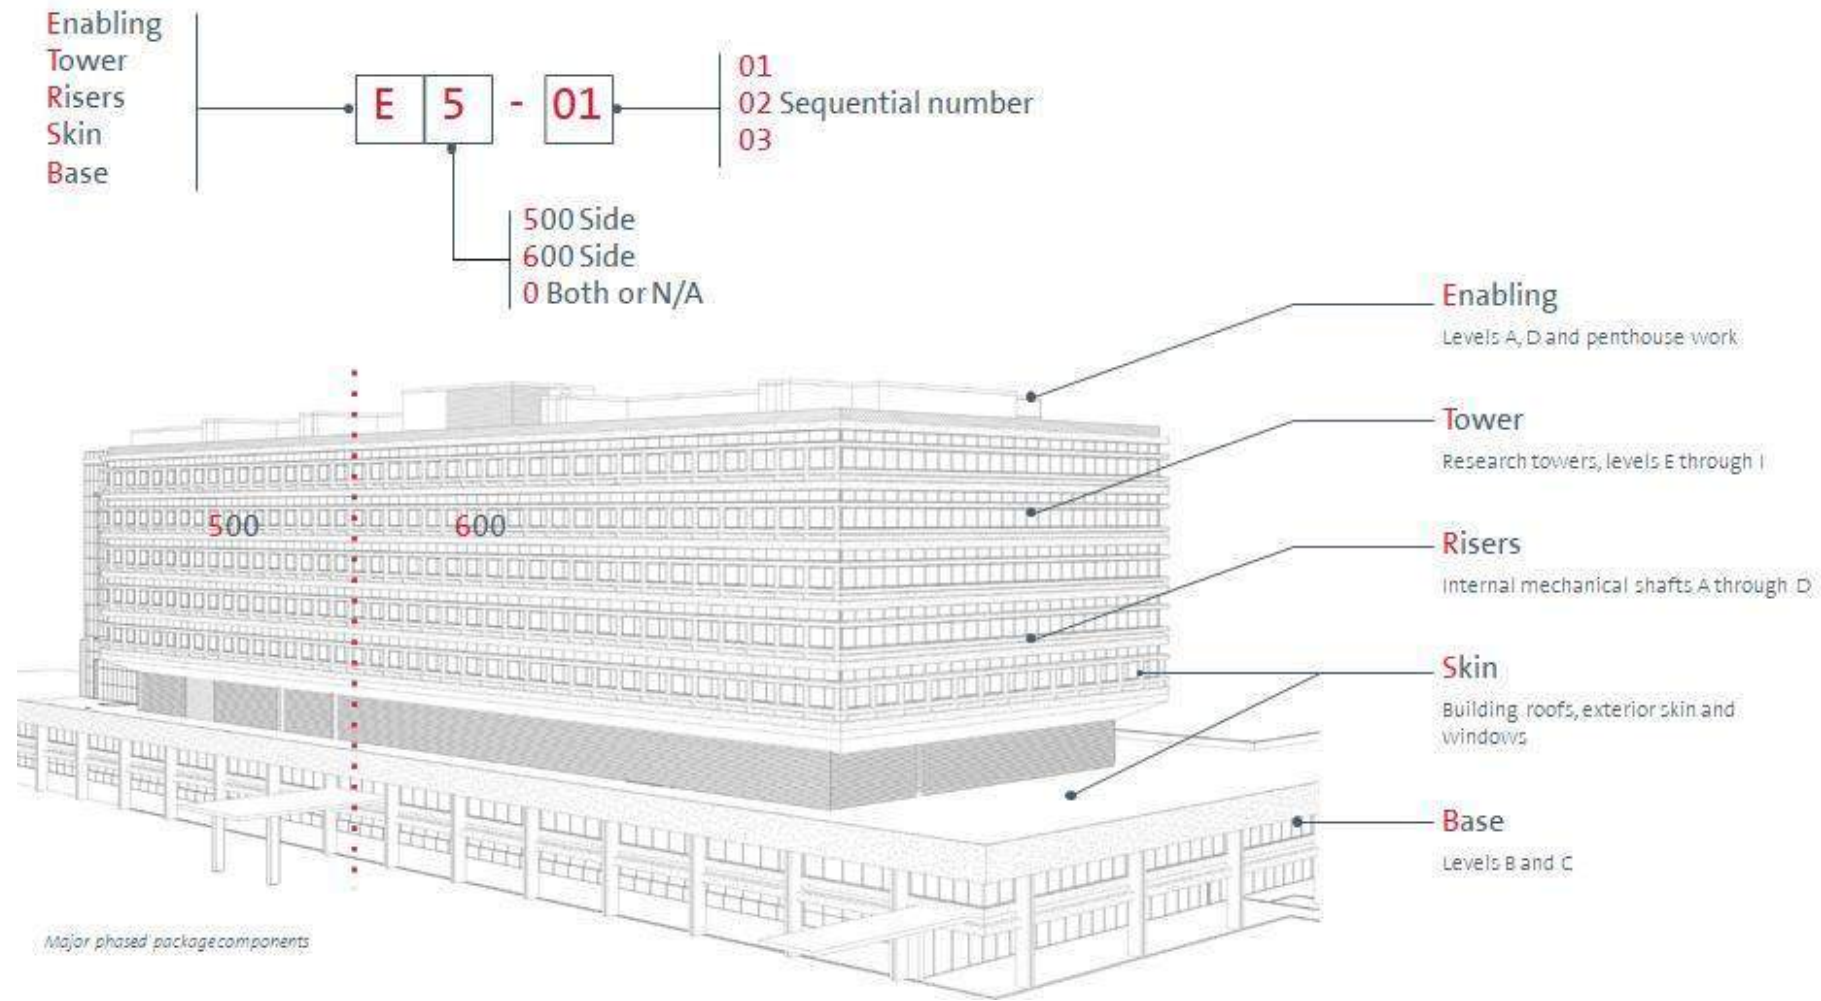 Enabling
Tower
Risers
Skin
Base
E 5 - 01
01
02 Sequential number
03
500 Side
600 Side
0 Both or N/A
Enabling
Levels A, D and penthouse work
Tower
Research towers, levels E through I
500
600
Risers
Internal mechanical shafts A through D
Skin
Building roofs, exterior skin and
windows
Base
Levels B and C
Major phased package components